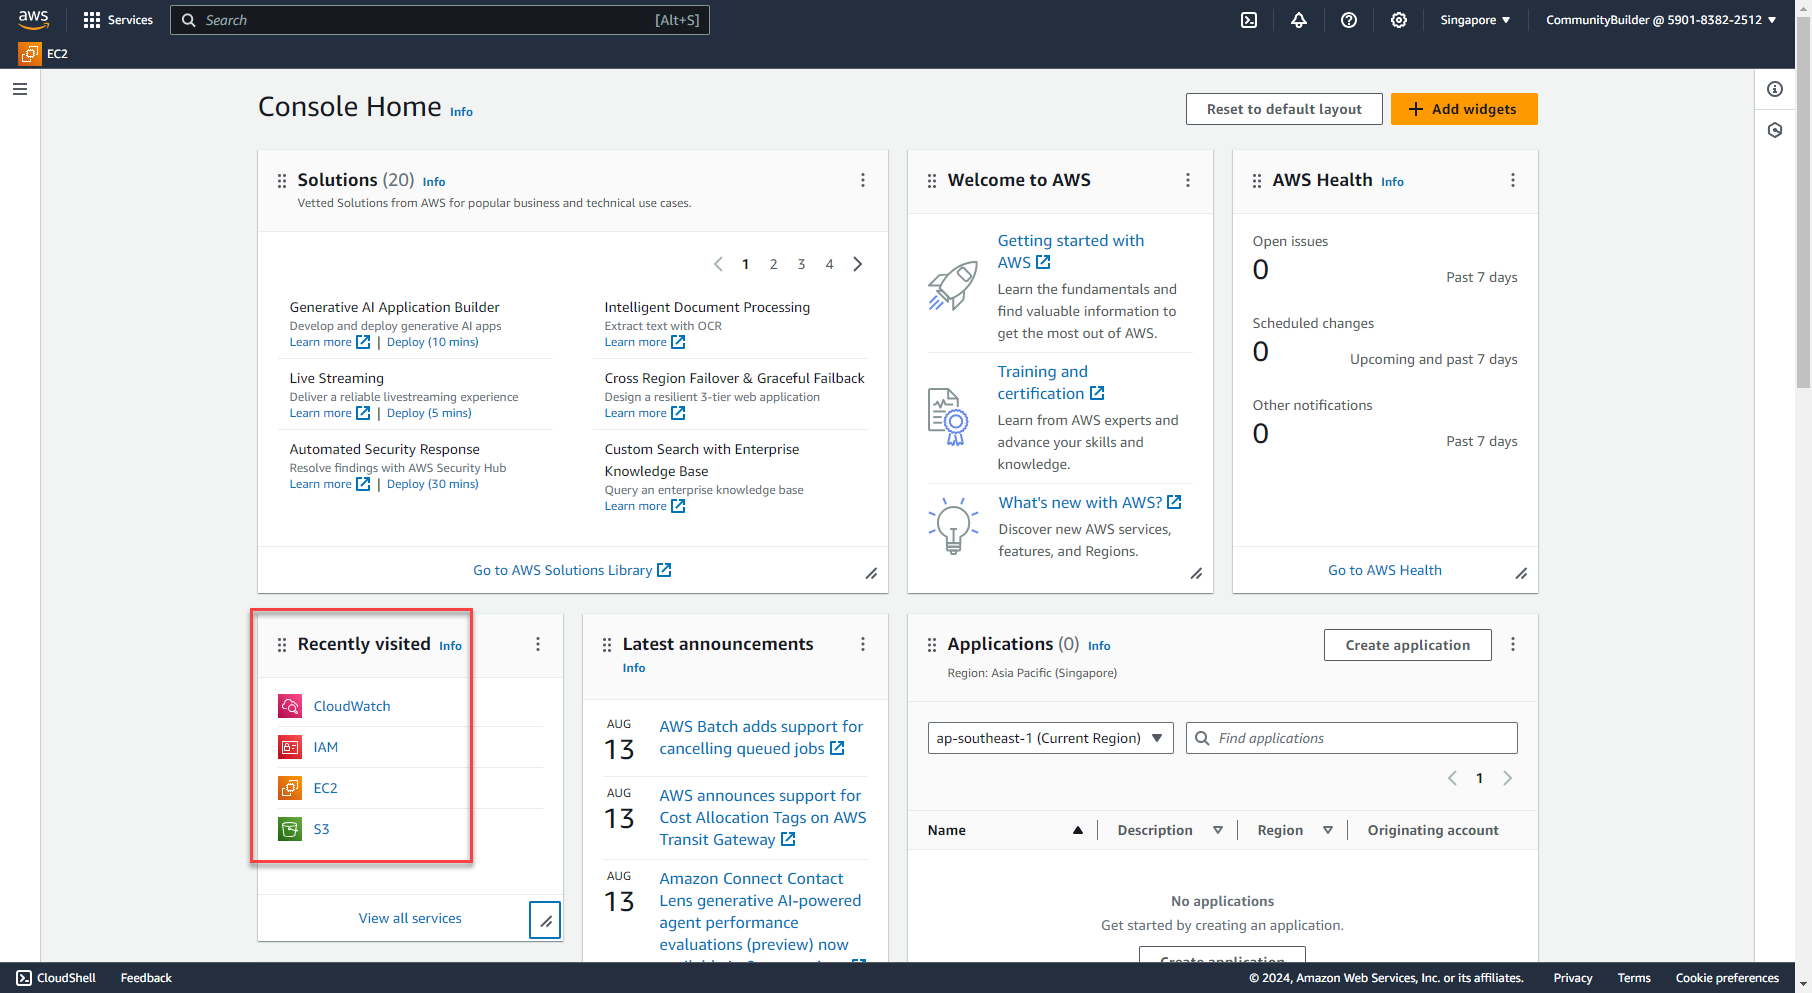 aws
Services
Search
[Alt+S]
Singapore
CommunityBuilder @ 5901-8382-2512
EC2
Console Home Info
Reset to default layout
Add widgets
Solutions (20) Info
Vetted Solutions from AWS for popular business and technical use cases.
1 2 3 4
Generative AI Application Builder
Develop and deploy generative AI apps
Learn more | Deploy (10 mins)
Live Streaming
Deliver a reliable livestreaming experience
Learn more | Deploy (5 mins)
Automated Security Response
Resolve findings with AWS Security Hub
Learn more | Deploy (30 mins)
Intelligent Document Processing
Extract text with OCR
Learn more
Cross Region Failover & Graceful Failback
Design a resilient 3-tier web application
Learn more
Custom Search with Enterprise
Knowledge Base
Query an enterprise knowledge base
Learn more
Go to AWS Solutions Library
Welcome to AWS
Getting started with
AWS
Learn the fundamentals and
find valuable information to
get the most out of AWS.
Training and
certification
Learn from AWS experts and
advance your skills and
knowledge.
What's new with AWS?
Discover new AWS services,
features, and Regions.
AWS Health Info
Open issues
0
Past 7 days
Scheduled changes
0
Upcoming and past 7 days
Other notifications
0
Past 7 days
Go to AWS Health
Recently visited Info
CloudWatch
IAM
EC2
S3
View all services
Latest announcements
Info
AUG
13
AWS Batch adds support for
cancelling queued jobs
AUG
13
AWS announces support for
Cost Allocation Tags on AWS
Transit Gateway
AUG
13
Amazon Connect Contact
Lens generative AI-powered
agent performance
evaluations (preview) now
Applications (0) Info
Region: Asia Pacific (Singapore)
Create application
ap-southeast-1 (Current Region)
Find applications
1
Name
Description
Region
Originating account
No applications
Get started by creating an application.
Create application
CloudShell
Feedback
© 2024, Amazon Web Services, Inc. or its affiliates.
Privacy
Terms
Cookie preferences